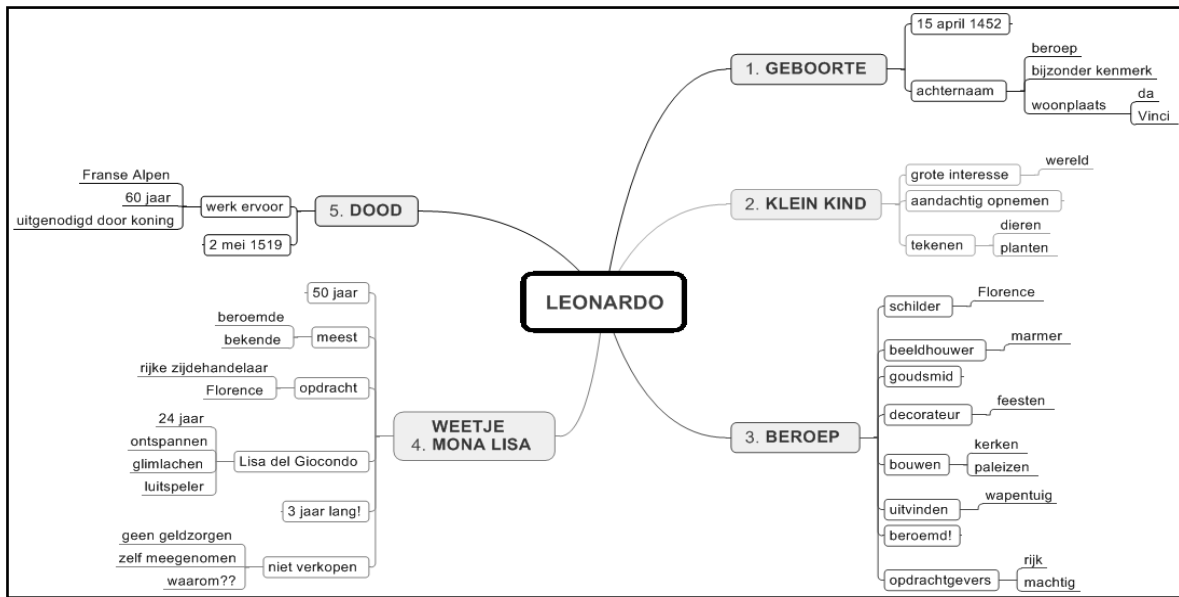 LEONARDO
1. GEBOORTE
15 april 1452
achternaam
beroep
bijzonder kenmerk
woonplaats
da
Vinci
2. KLEIN KIND
grote interesse
wereld
aandachtig opnemen
tekenen
dieren
planten
3. BEROEP
schilder
Florence
beeldhouwer
marmer
goudsmid
decorateur
feesten
bouwen
kerken
paleizen
uitvinden
wapentuig
beroemd!
opdrachtgevers
rijk
machtig
WEETJE
4. MONA LISA
50 jaar
meest
beroemde
bekende
opdracht
rijke zijdehandelaar
Florence
Lisa del Giocondo
24 jaar
ontspannen
glimlachen
luitspeler
3 jaar lang!
niet verkopen
geen geldzorgen
zelf meegenomen
waarom??
5. DOOD
werk ervoor
Franse Alpen
60 jaar
uitgenodigd door koning
2 mei 1519